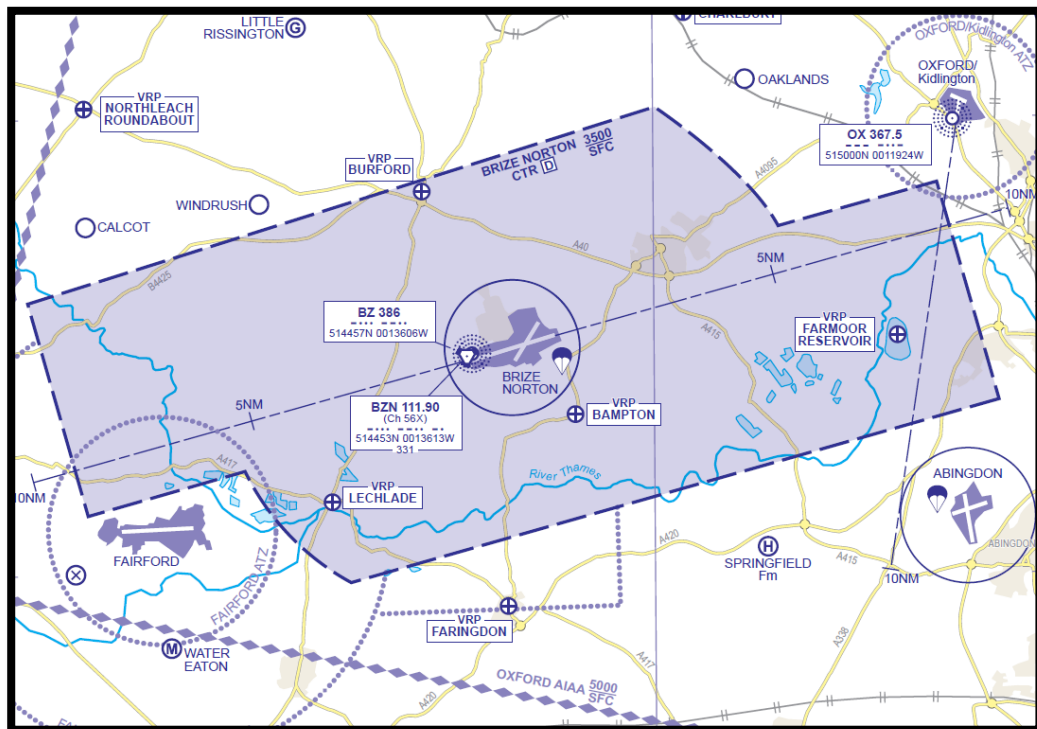 LITTLE
RISSINGTON
G
CHARLBURY
OXFORD/Kidlington ATZ
OXFORD/
Kidlington
OAKLANDS
VRP
NORTHLEACH
ROUNDABOUT
OX 367.5
515000N 0011924W
BRIZE NORTON 3500
CTR D SFC
VRP
BURFORD
A4095
WINDRUSH
CALCOT
10NM
A40
5NM
B4425
BZ 386
514457N 0013606W
VRP
FARMOOR
RESERVOIR
A415
BRIZE
NORTON
BZN 111.90
(Ch 56X)
514453N 0013613W
331
5NM
VRP
BAMPTON
A417
River Thames
ABINGDON
VRP
LECHLADE
10NM
FAIRFORD
FAIRFORD ATZ
A420
H
SPRINGFIELD
Fm
A415
ABINGDON
10NM
VRP
FARINGDON
M
WATER
EATON
A338
A417
OXFORD AIAA 5000
SFC
A420